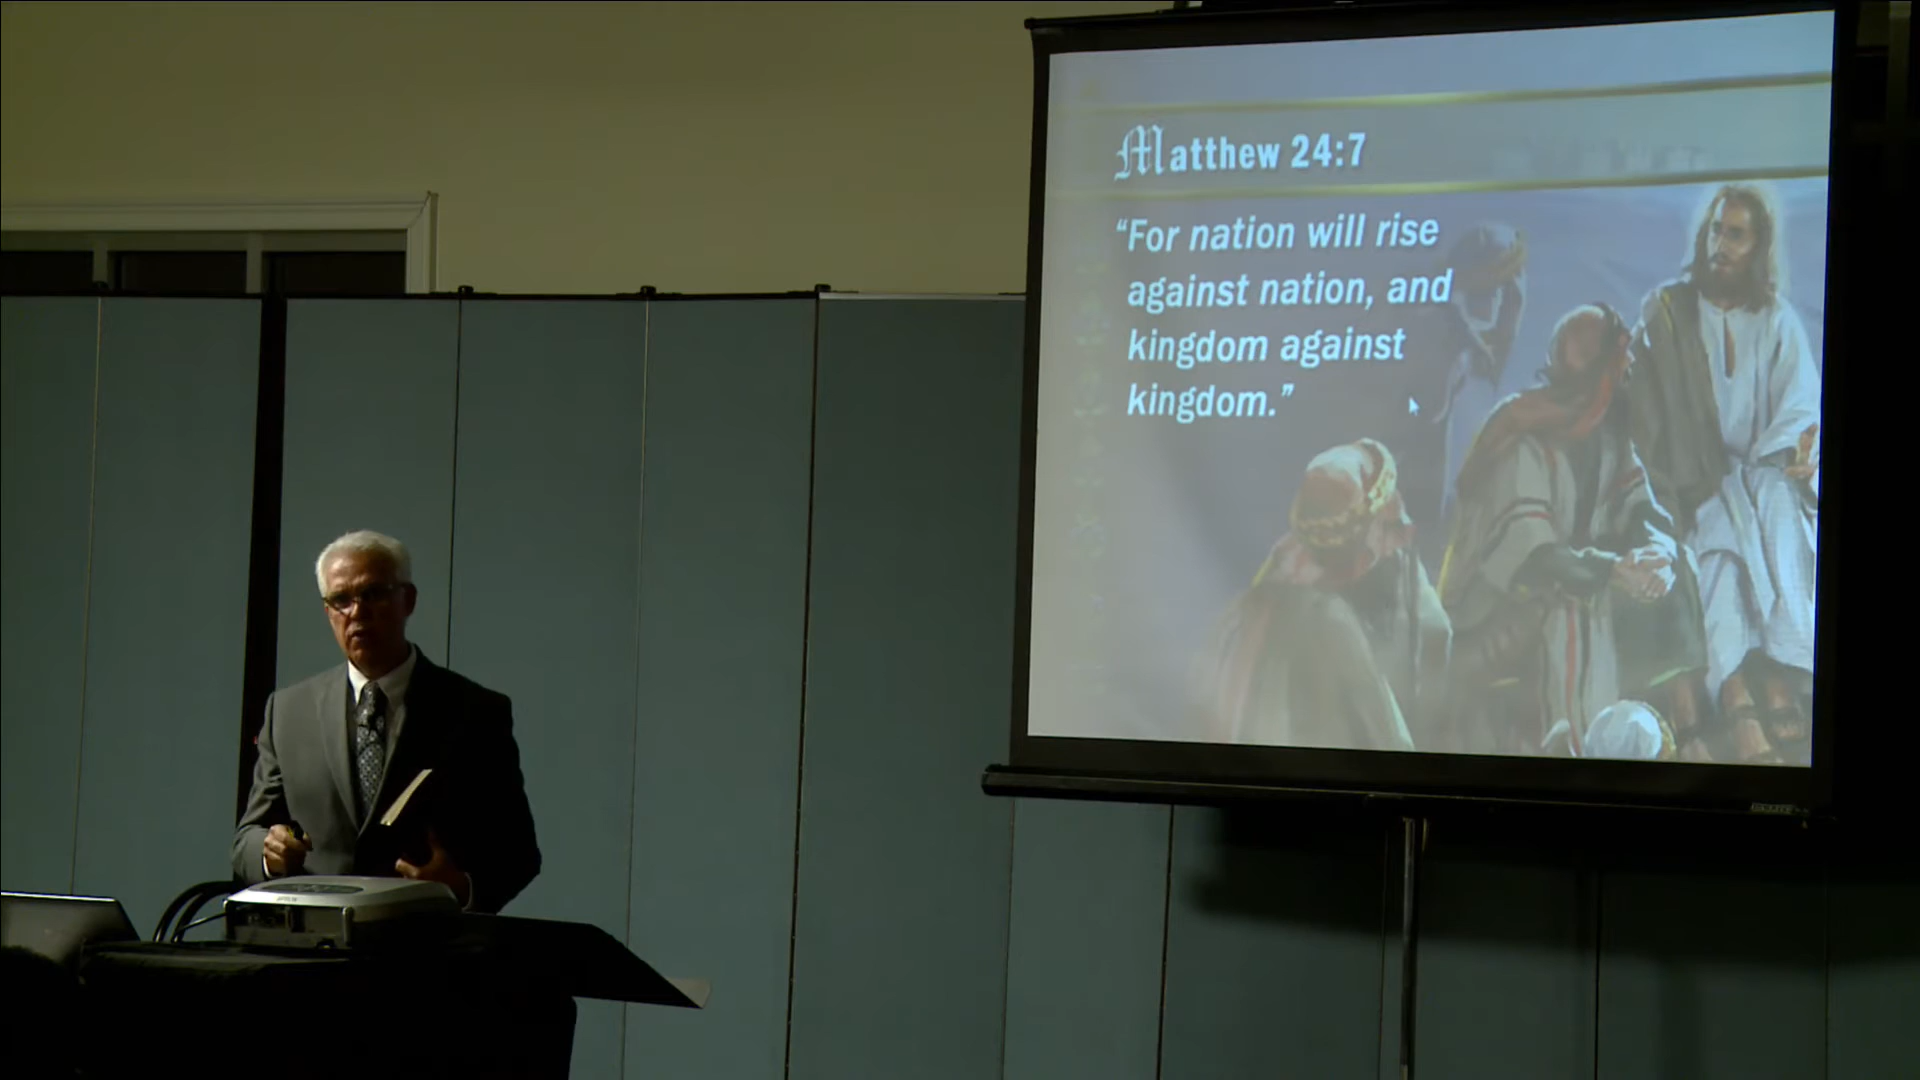 Matthew 24:7
“For nation will rise
against nation, and
kingdom against
kingdom.”